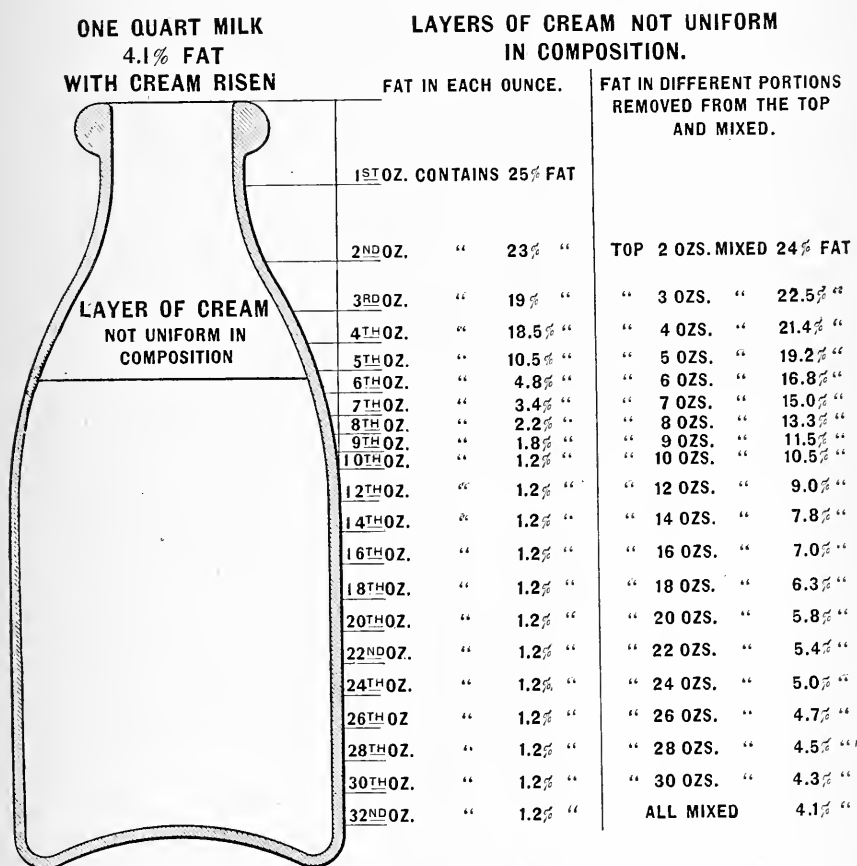 ONE QUART MILK
4.1% FAT
WITH CREAM RISEN
LAYERS OF CREAM NOT UNIFORM
IN COMPOSITION.
FAT IN EACH OUNCE.
FAT IN DIFFERENT PORTIONS
REMOVED FROM THE TOP
AND MIXED.
LAYER OF CREAM
NOT UNIFORM IN
COMPOSITION
1ST OZ. CONTAINS 25% FAT
2ND OZ. " 23% " TOP 2 OZS. MIXED 24% FAT
3RD OZ. " 19% " " 3 OZS. " 22.5% "
4TH OZ. " 18.5% " " 4 OZS. " 21.4% "
5TH OZ. " 10.5% " " 5 OZS. " 19.2% "
6TH OZ. " 4.8% " " 6 OZS. " 16.8% "
7TH OZ. " 3.4% " " 7 OZS. " 15.0% "
8TH OZ. " 2.2% " " 8 OZS. " 13.3% "
9TH OZ. " 1.8% " " 9 OZS. " 11.5% "
10TH OZ. " 1.2% " " 10 OZS. " 10.5% "
12TH OZ. " 1.2% " " 12 OZS. " 9.0% "
14TH OZ. " 1.2% " " 14 OZS. " 7.8% "
16TH OZ. " 1.2% " " 16 OZS. " 7.0% "
18TH OZ. " 1.2% " " 18 OZS. " 6.3% "
20TH OZ. " 1.2% " " 20 OZS. " 5.8% "
22ND OZ. " 1.2% " " 22 OZS. " 5.4% "
24TH OZ. " 1.2% " " 24 OZS. " 5.0% "
26TH OZ " 1.2% " " 26 OZS. " 4.7% "
28TH OZ. " 1.2% " " 28 OZS. " 4.5% "
30TH OZ. " 1.2% " " 30 OZS. " 4.3% "
32ND OZ. " 1.2% " ALL MIXED 4.1% "